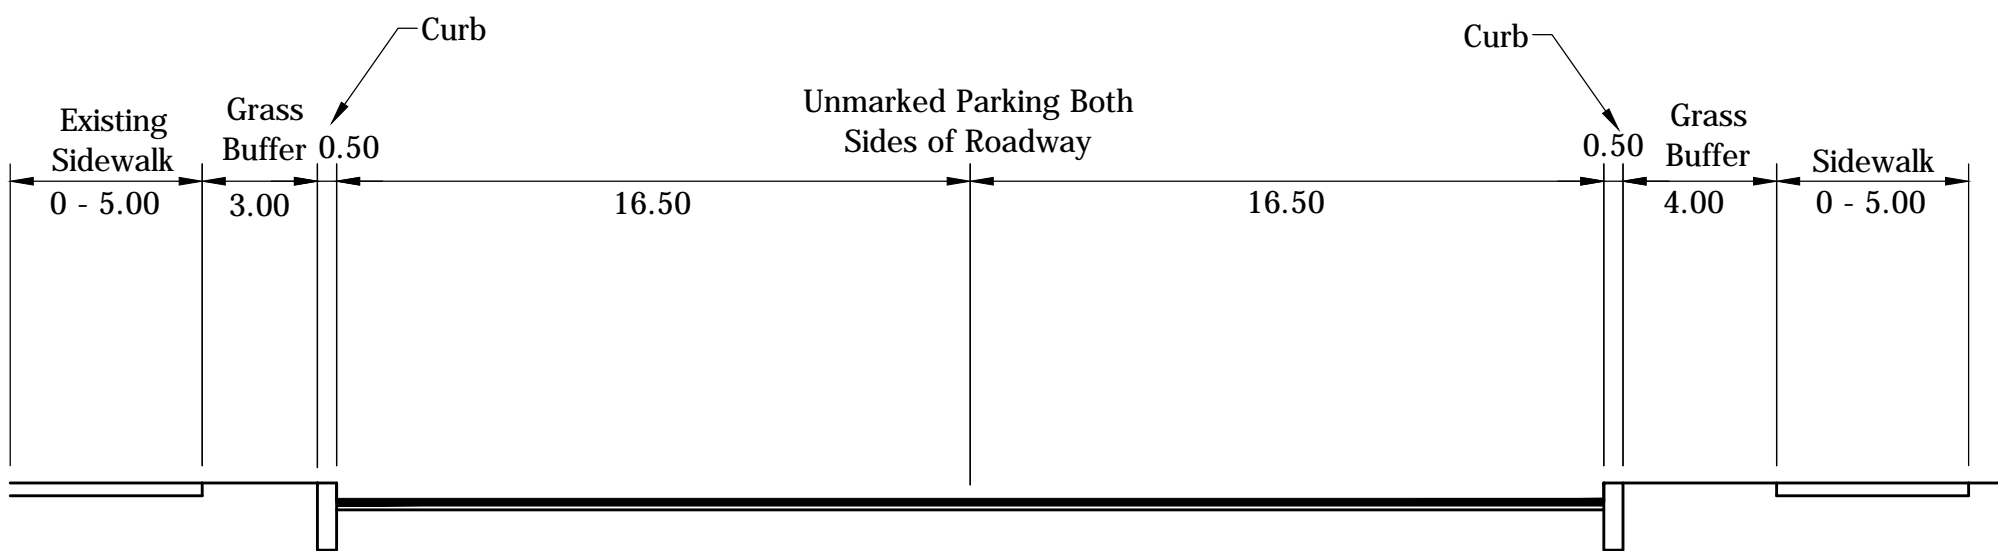 Curb
Curb
Existing
Sidewalk
Grass
Buffer
0.50
Unmarked Parking Both
Sides of Roadway
0.50
Grass
Buffer
Sidewalk
0 - 5.00
3.00
16.50
16.50
4.00
0 - 5.00